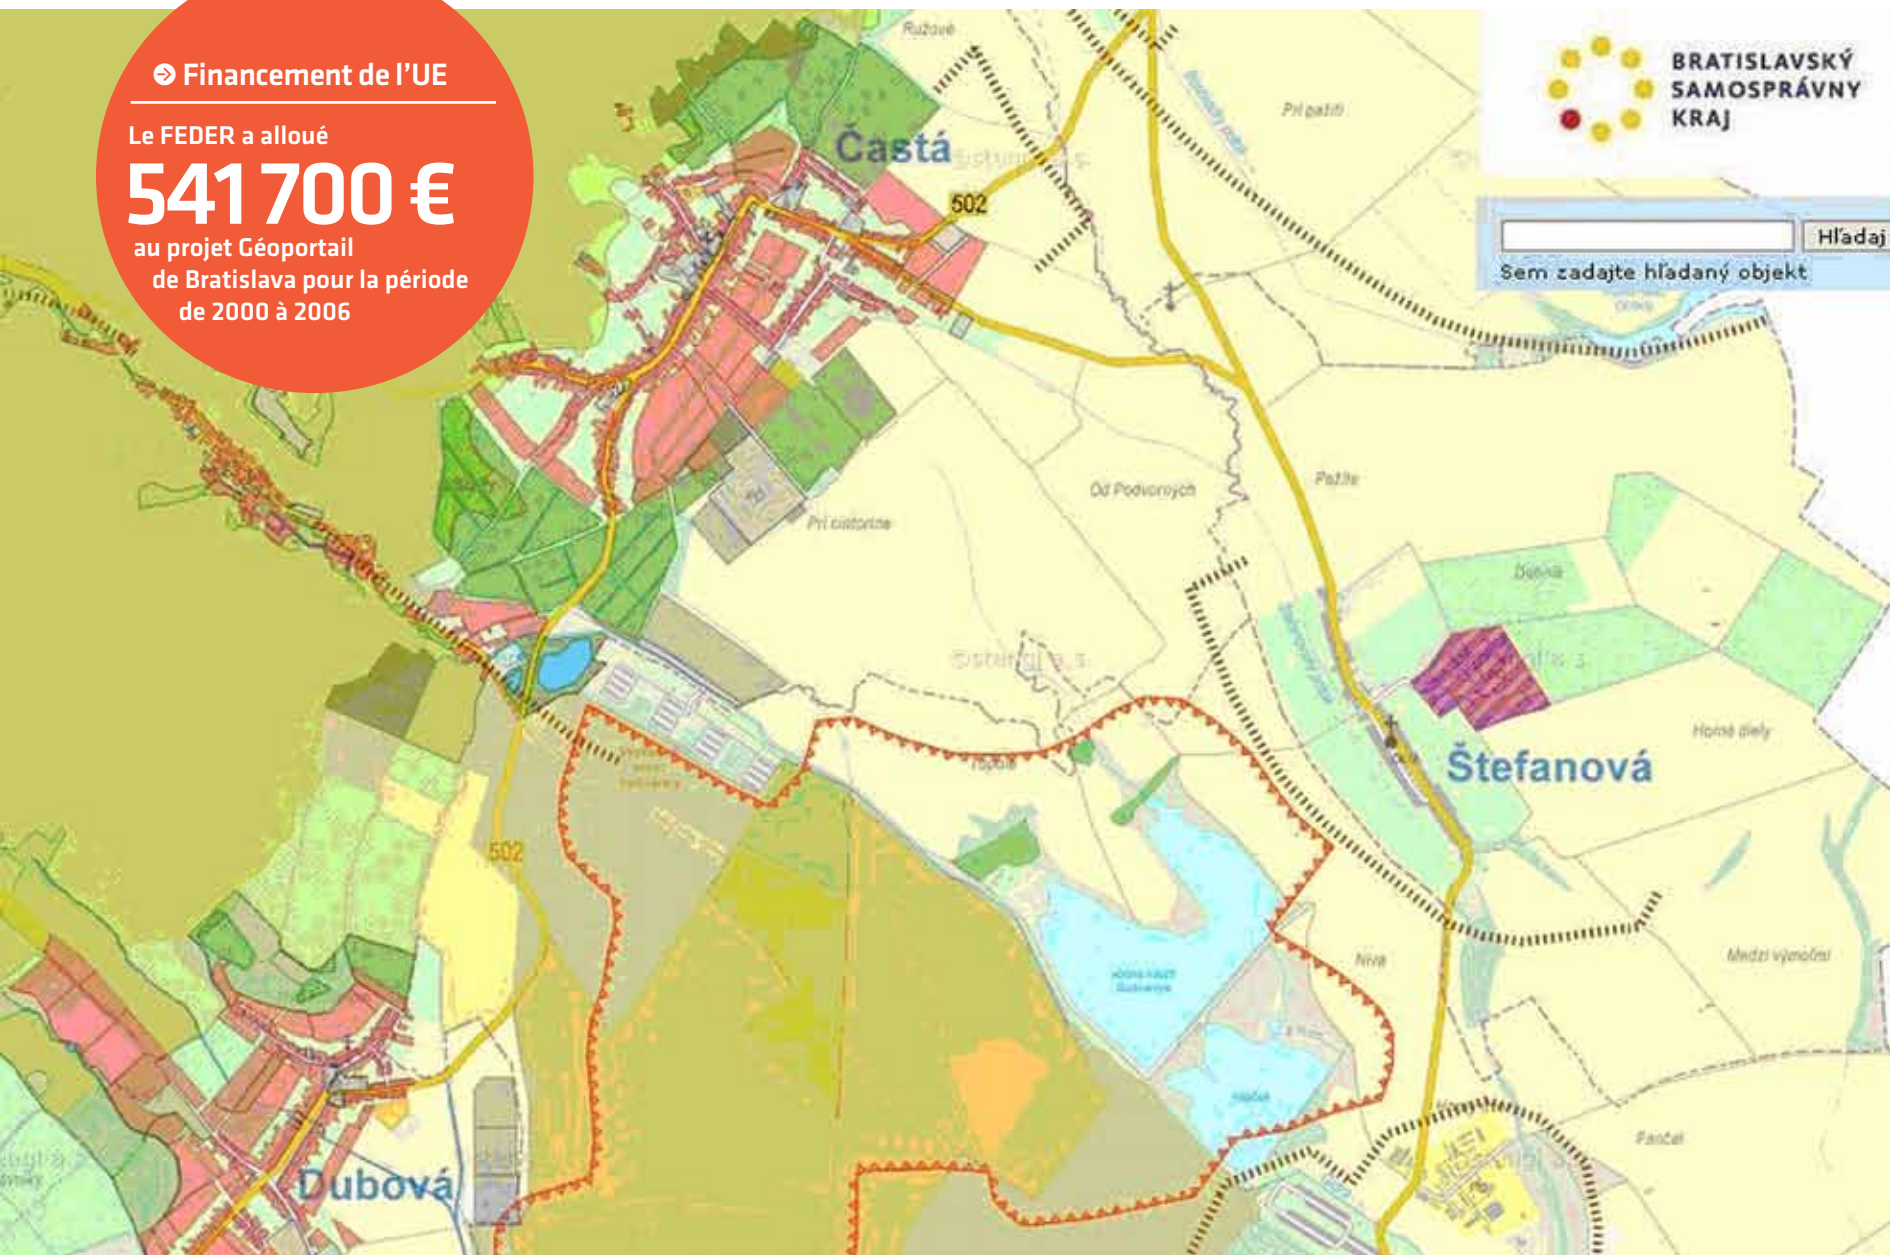 Financement de l'UE
Le FEDER a alloué
541 700 €
au projet Géoportail
de Bratislava pour la période
de 2000 à 2006
BRATISLAVSKÝ
SAMOSPRÁVNY
KRAJ
Hľadaj
Sem zadajte hľadaný objekt
Ružové
Pri pažiti
Častá
502
Od Podvorných
Pažite
Pri cintoríne
Štefanová
Horné diely
502
Niva
Medzi výmoľmi
Dubová